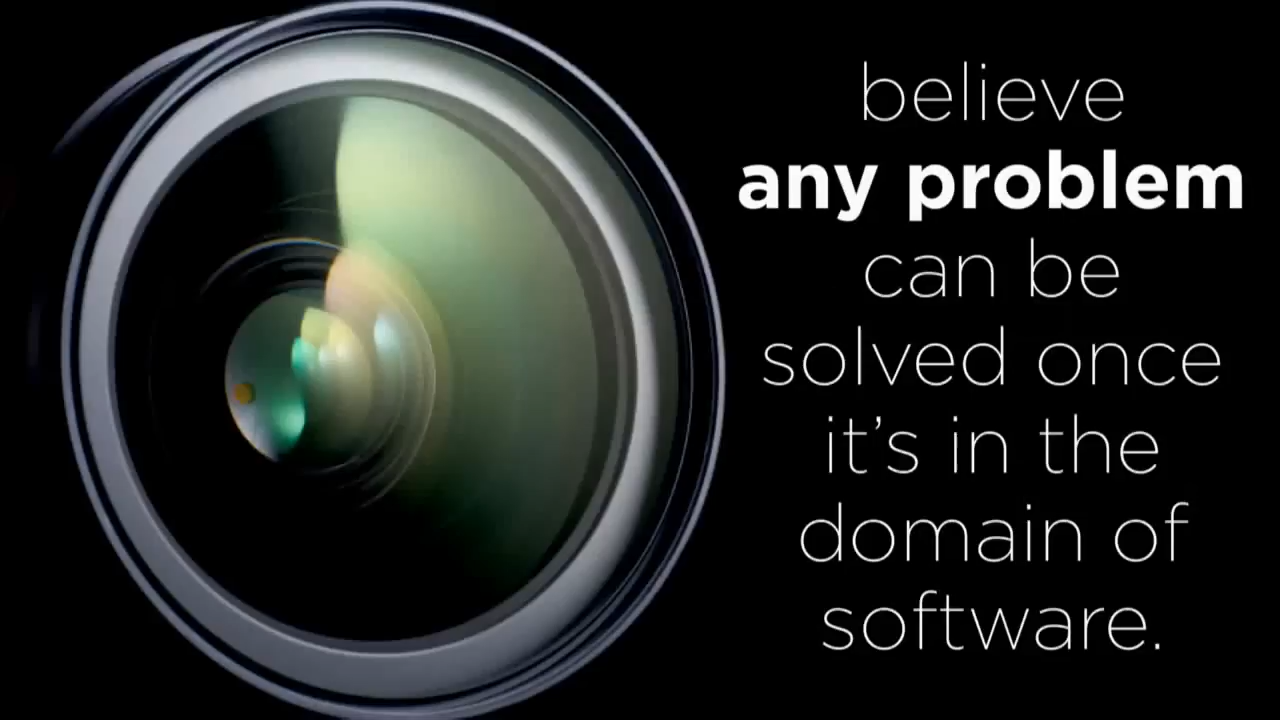 believe
any problem
can be
solved once
it’s in the
domain of
software.